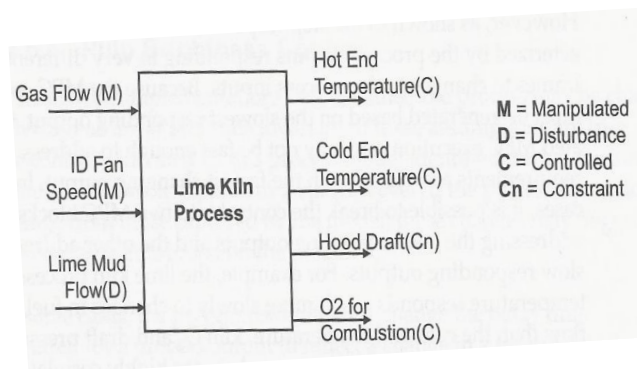 Gas Flow (M)
ID Fan
Speed(M)
Lime Mud
Flow(D)
Lime Kiln
Process
Hot End
Temperature(C)
Cold End
Temperature(C)
Hood Draft(Cn)
O2 for
Combustion(C)
M = Manipulated
D = Disturbance
C = Controlled
Cn = Constraint